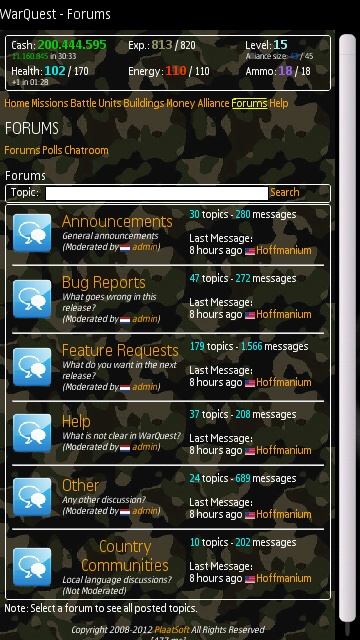 WarQuest - Forums
Cash: 200.444.595 Exp.: 813 / 820 Level: 15
in 30:33 Alliance size: / 45
Health: 102 / 170 Energy: 110 / 110 Ammo: 18 / 18
+1 in 01:28
Home Missions Battle Units Buildings Money Alliance Forums Help
FORUMS
Forums Polls Chatroom
Forums
Topic: Search
Announcements
General announcements
(Moderated by admin)
30 topics - 280 messages
Last Message:
8 hours ago Hoffmanium
Bug Reports
What goes wrong in this
release?
(Moderated by admin)
47 topics - 272 messages
Last Message:
8 hours ago Hoffmanium
Feature Requests
What do you want in the next
release?
(Moderated by admin)
179 topics - 1.566 messages
Last Message:
8 hours ago Hoffmanium
Help
What is not clear in WarQuest?
(Moderated by admin)
37 topics - 208 messages
Last Message:
8 hours ago Hoffmanium
Other
Any other discussion?
(Moderated by admin)
24 topics - 689 messages
Last Message:
8 hours ago Hoffmanium
Country
Communities
Local language discussions?
(Not Moderated)
10 topics - 202 messages
Last Message:
8 hours ago Hoffmanium
Note: Select a forum to see all posted topics.
Copyright 2008-2012 PlaatSoft All Rights Reserved